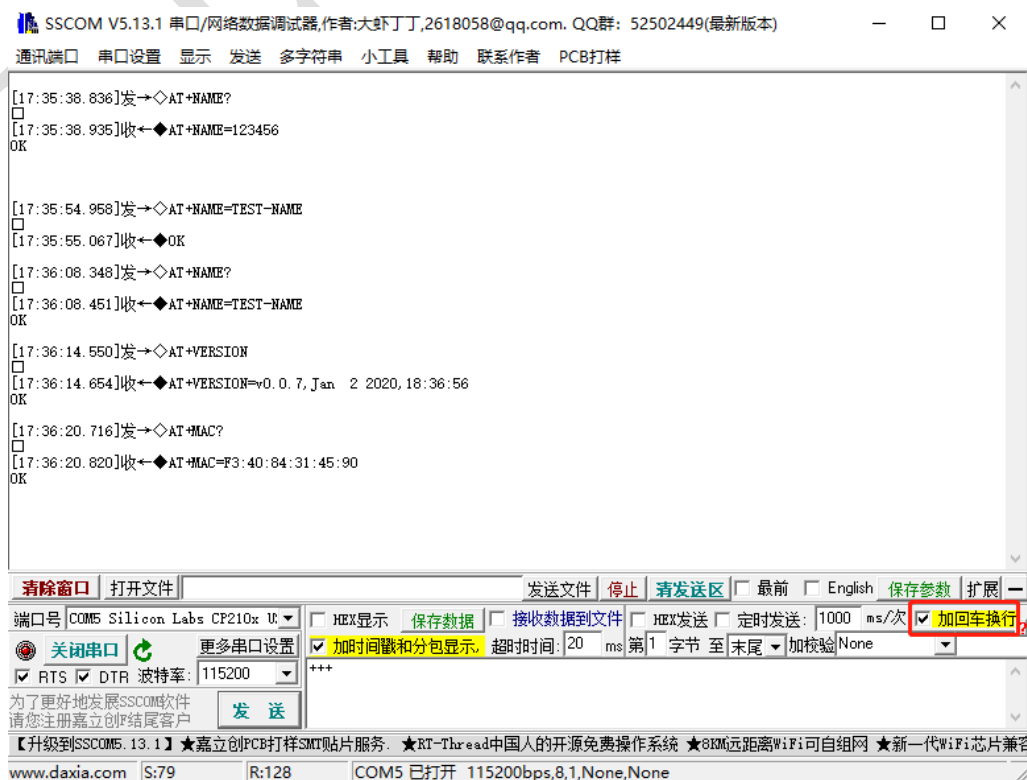 SSCOM V5.13.1 串口/网络数据调试器,作者:大虾丁丁,2618058@qq.com. QQ群: 52502449(最新版本)
通讯端口 串口设置 显示 发送 多字符串 小工具 帮助 联系作者 PCB打样
[17:35:38.836]发→◇AT+NAME?
□
[17:35:38.935]收←◆AT+NAME=123456
OK
[17:35:54.958]发→◇AT+NAME=TEST-NAME
□
[17:35:55.067]收←◆OK
[17:36:08.348]发→◇AT+NAME?
□
[17:36:08.451]收←◆AT+NAME=TEST-NAME
OK
[17:36:14.550]发→◇AT+VERSION
□
[17:36:14.654]收←◆AT+VERSION=v0.0.7,Jan  2 2020,18:36:56
OK
[17:36:20.716]发→◇AT+MAC?
□
[17:36:20.820]收←◆AT+MAC=F3:40:84:31:45:90
OK
清除窗口 打开文件 发送文件 停止 清发送区 最前 English 保存参数 扩展 —
端口号 COM5 Silicon Labs CP210x HEX显示 保存数据 接收数据到文件 HEX发送 定时发送: 1000 ms/次 加回车换行
关闭串口 更多串口设置 加时间戳和分包显示, 超时时间: 20 ms 第 1 字节 至 末尾 加校验 None
RTS DTR 波特率: 115200
+++
为了更好地发展SSCOM软件
请您注册嘉立创F结尾客户
发 送
【升级到SSCOM5.13.1】★嘉立创PCB打样SMT贴片服务. ★RT-Thread中国人的开源免费操作系统 ★8KM远距离WiFi可自组网 ★新一代WiFi芯片兼容
www.daxia.com S:79 R:128 COM5 已打开 115200bps,8,1,None,None